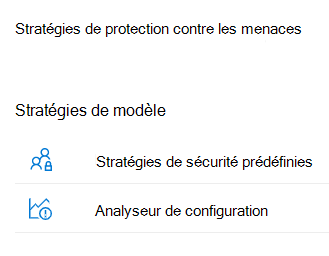 Stratégies de protection contre les menaces
Stratégies de modèle
Stratégies de sécurité prédéfinies
Analyseur de configuration